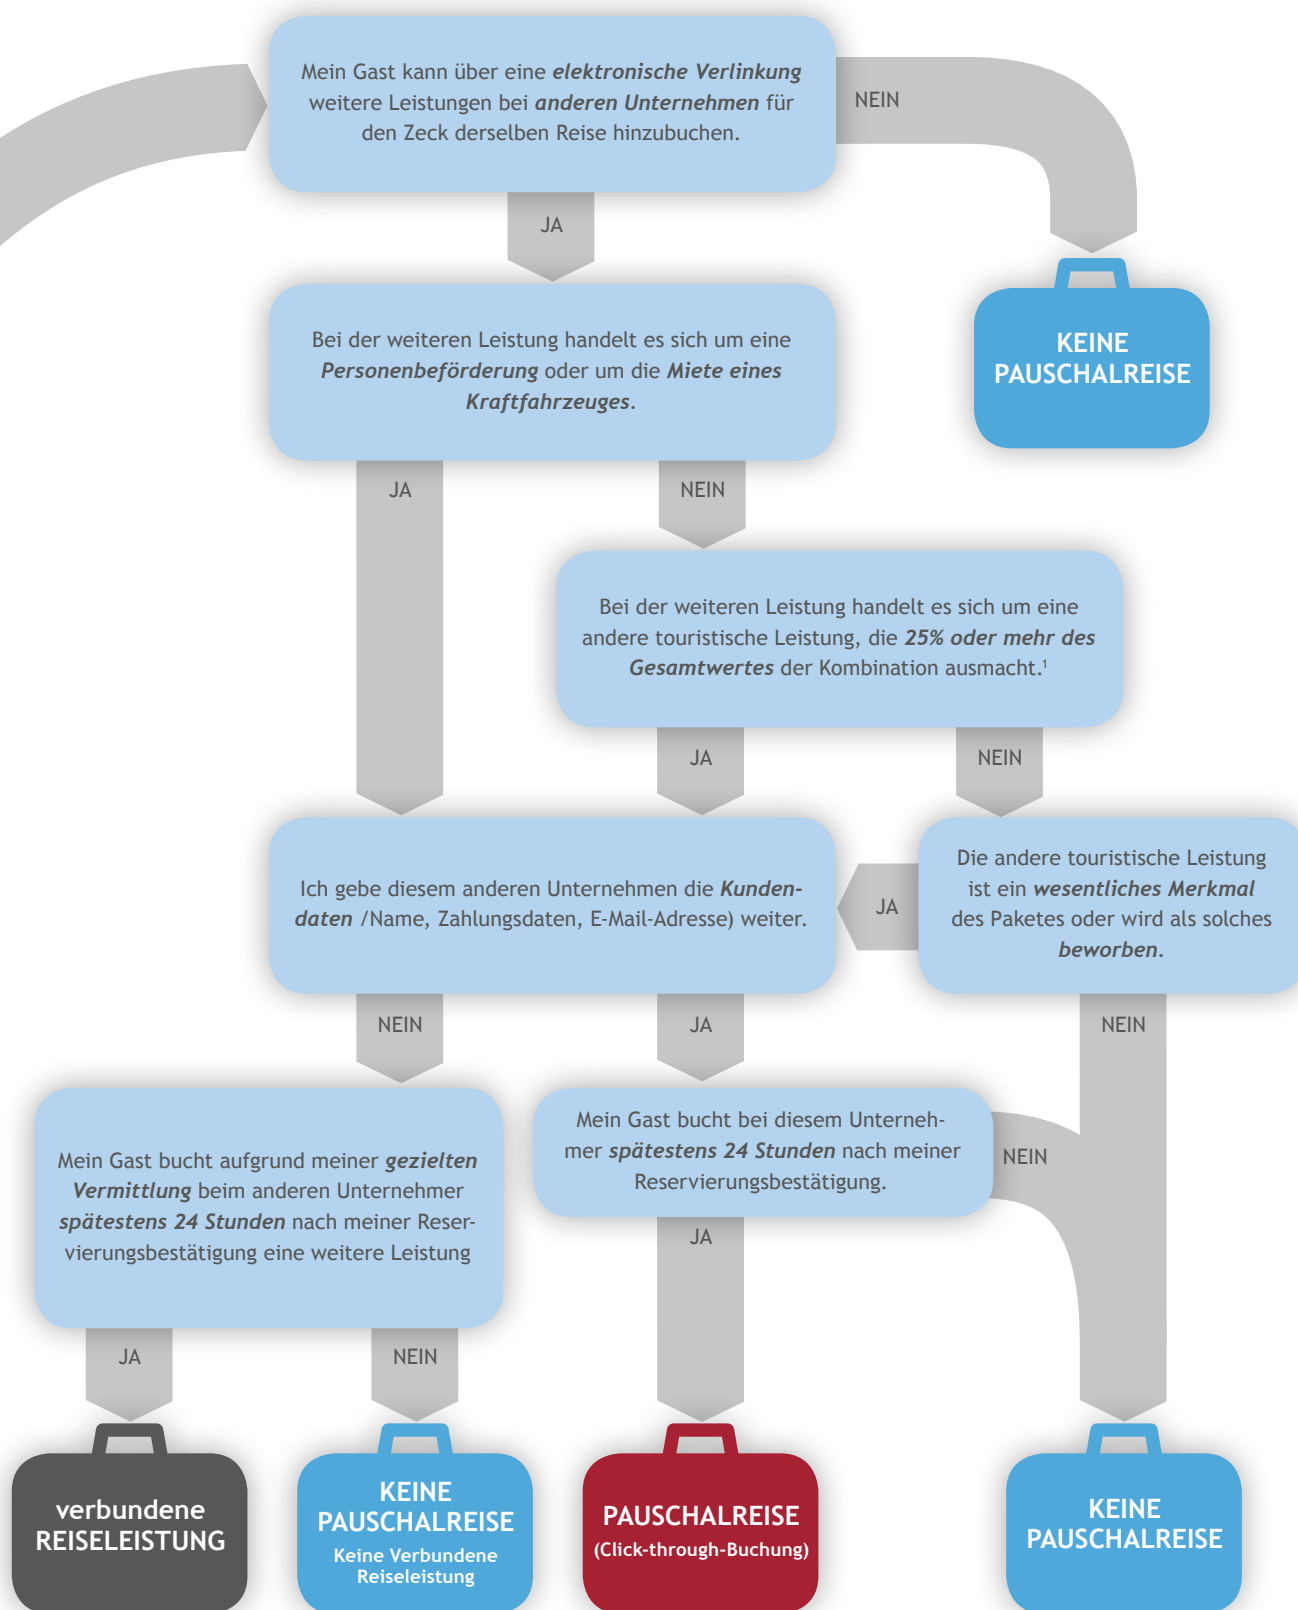 Mein Gast kann über eine elektronische Verlinkung
weitere Leistungen bei anderen Unternehmen für
den Zeck derselben Reise hinzubuchen.
NEIN
JA
KEINE
PAUSCHALREISE
Bei der weiteren Leistung handelt es sich um eine
Personenbeförderung oder um die Miete eines
Kraftfahrzeuges.
JA
NEIN
Bei der weiteren Leistung handelt es sich um eine
andere touristische Leistung, die 25% oder mehr des
Gesamtwertes der Kombination ausmacht.¹
JA
NEIN
Ich gebe diesem anderen Unternehmen die Kunden-
daten /Name, Zahlungsdaten, E-Mail-Adresse) weiter.
JA
Die andere touristische Leistung
ist ein wesentliches Merkmal
des Paketes oder wird als solches
beworben.
NEIN
JA
NEIN
Mein Gast bucht aufgrund meiner gezielten
Vermittlung beim anderen Unternehmer
spätestens 24 Stunden nach meiner Reser-
vierungsbestätigung eine weitere Leistung
Mein Gast bucht bei diesem Unterneh-
mer spätestens 24 Stunden nach meiner
Reservierungsbestätigung.
NEIN
JA
JA
NEIN
verbundene
REISELEISTUNG
KEINE
PAUSCHALREISE
Keine Verbundene
Reiseleistung
PAUSCHALREISE
(Click-through-Buchung)
KEINE
PAUSCHALREISE